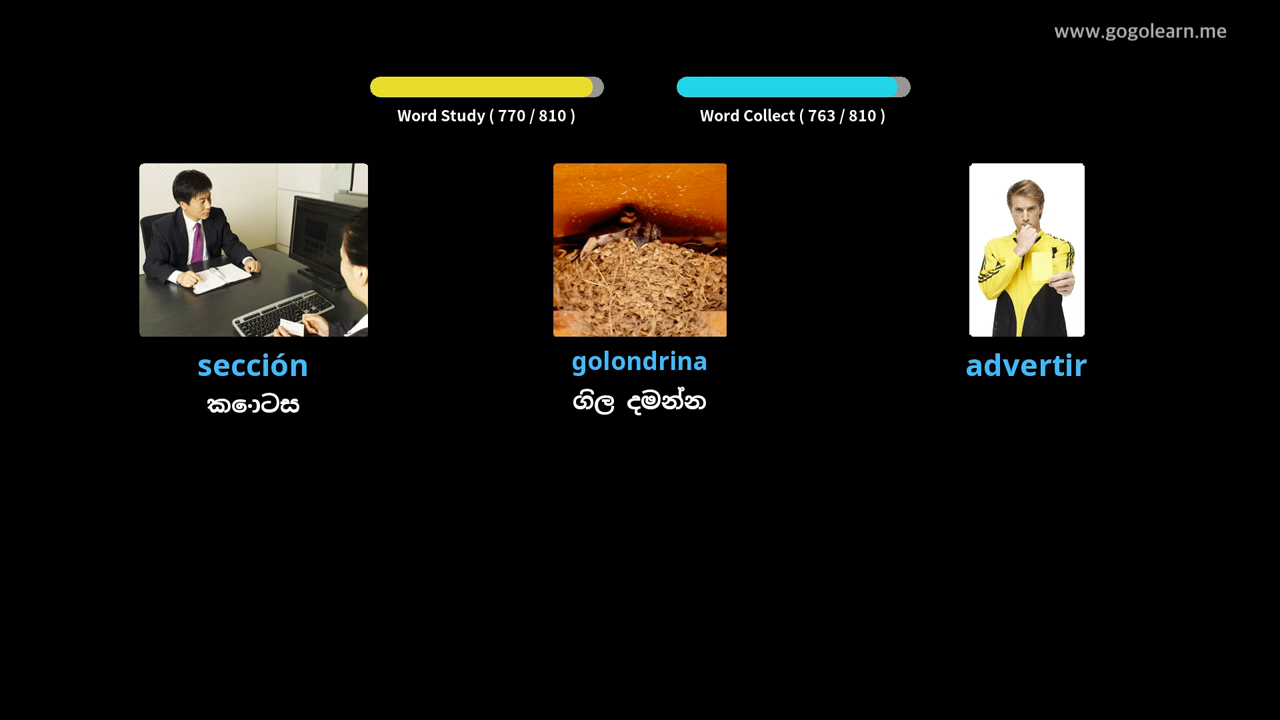 www.gogolearn.me
Word Study ( 770 / 810 )
Word Collect ( 763 / 810 )
sección
කොටස
golondrina
ගිල දමන්න
advertir